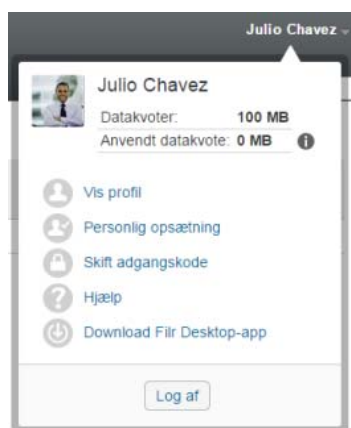 Julio Chavez
Julio Chavez
Datakvoter: 100 MB
Anvendt datakvote: 0 MB
Vis profil
Personlig opsætning
Skift adgangskode
Hjælp
Download Filr Desktop-app
Log af